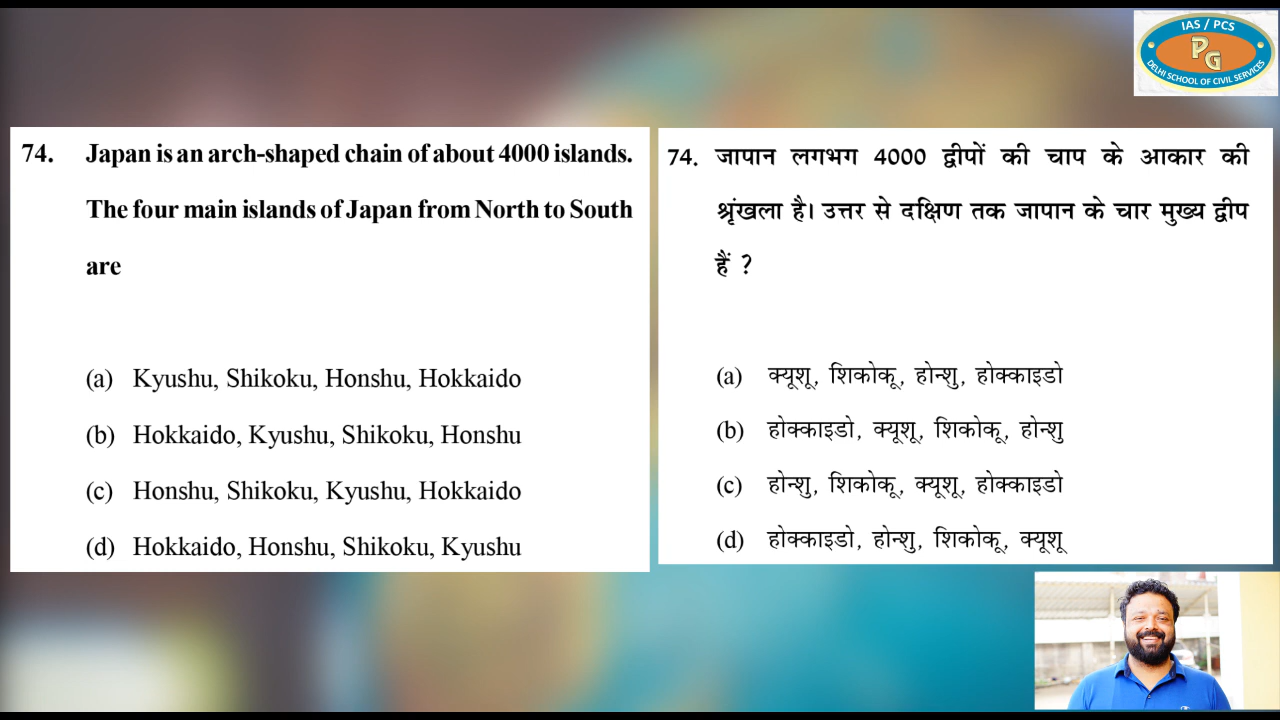 IAS / PCS
PG
DELHI SCHOOL OF CIVIL SERVICES
74. Japan is an arch-shaped chain of about 4000 islands.
The four main islands of Japan from North to South
are
(a) Kyushu, Shikoku, Honshu, Hokkaido
(b) Hokkaido, Kyushu, Shikoku, Honshu
(c) Honshu, Shikoku, Kyushu, Hokkaido
(d) Hokkaido, Honshu, Shikoku, Kyushu
74. जापान लगभग 4000 द्वीपों की चाप के आकार की
श्रृंखला है। उत्तर से दक्षिण तक जापान के चार मुख्य द्वीप
हैं ?
(a) क्यूशू, शिकोकू, होन्शु, होक्काइडो
(b) होक्काइडो, क्यूशू, शिकोकू, होन्शु
(c) होन्शु, शिकोकू, क्यूशू, होक्काइडो
(d) होक्काइडो, होन्शु, शिकोकू, क्यूशू